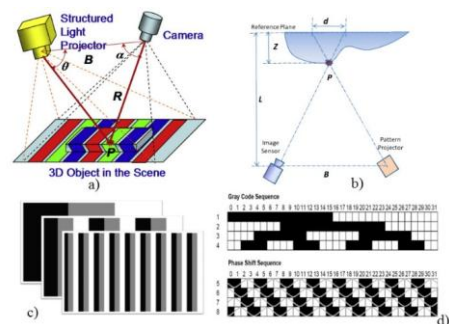 Structured
Light
Projector
Camera
B
θ
α
R
P
3D Object in the Scene
a)
Reference Plane
d
Z
P
L
Image
Sensor
Pattern
Projector
B
b)
c)
Gray Code Sequence
0 1 2 3 4 5 6 7 8 9 10 11 12 13 14 15 16 17 18 19 20 21 22 23 24 25 26 27 28 29 30 31
1
2
3
4
Phase Shift Sequence
0 1 2 3 4 5 6 7 8 9 10 11 12 13 14 15 16 17 18 19 20 21 22 23 24 25 26 27 28 29 30 31
5
6
7
8
d)